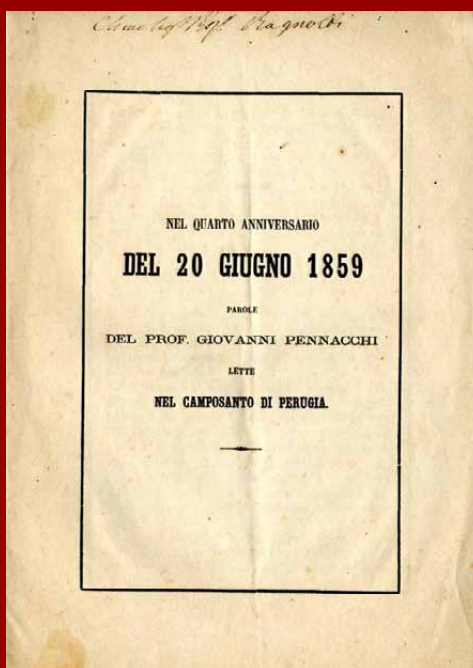 NEL QUARTO ANNIVERSARIO
DEL 20 GIUGNO 1859
PAROLE
DEL PROF. GIOVANNI PENNACCHI
LETTE
NEL CAMPOSANTO DI PERUGIA.